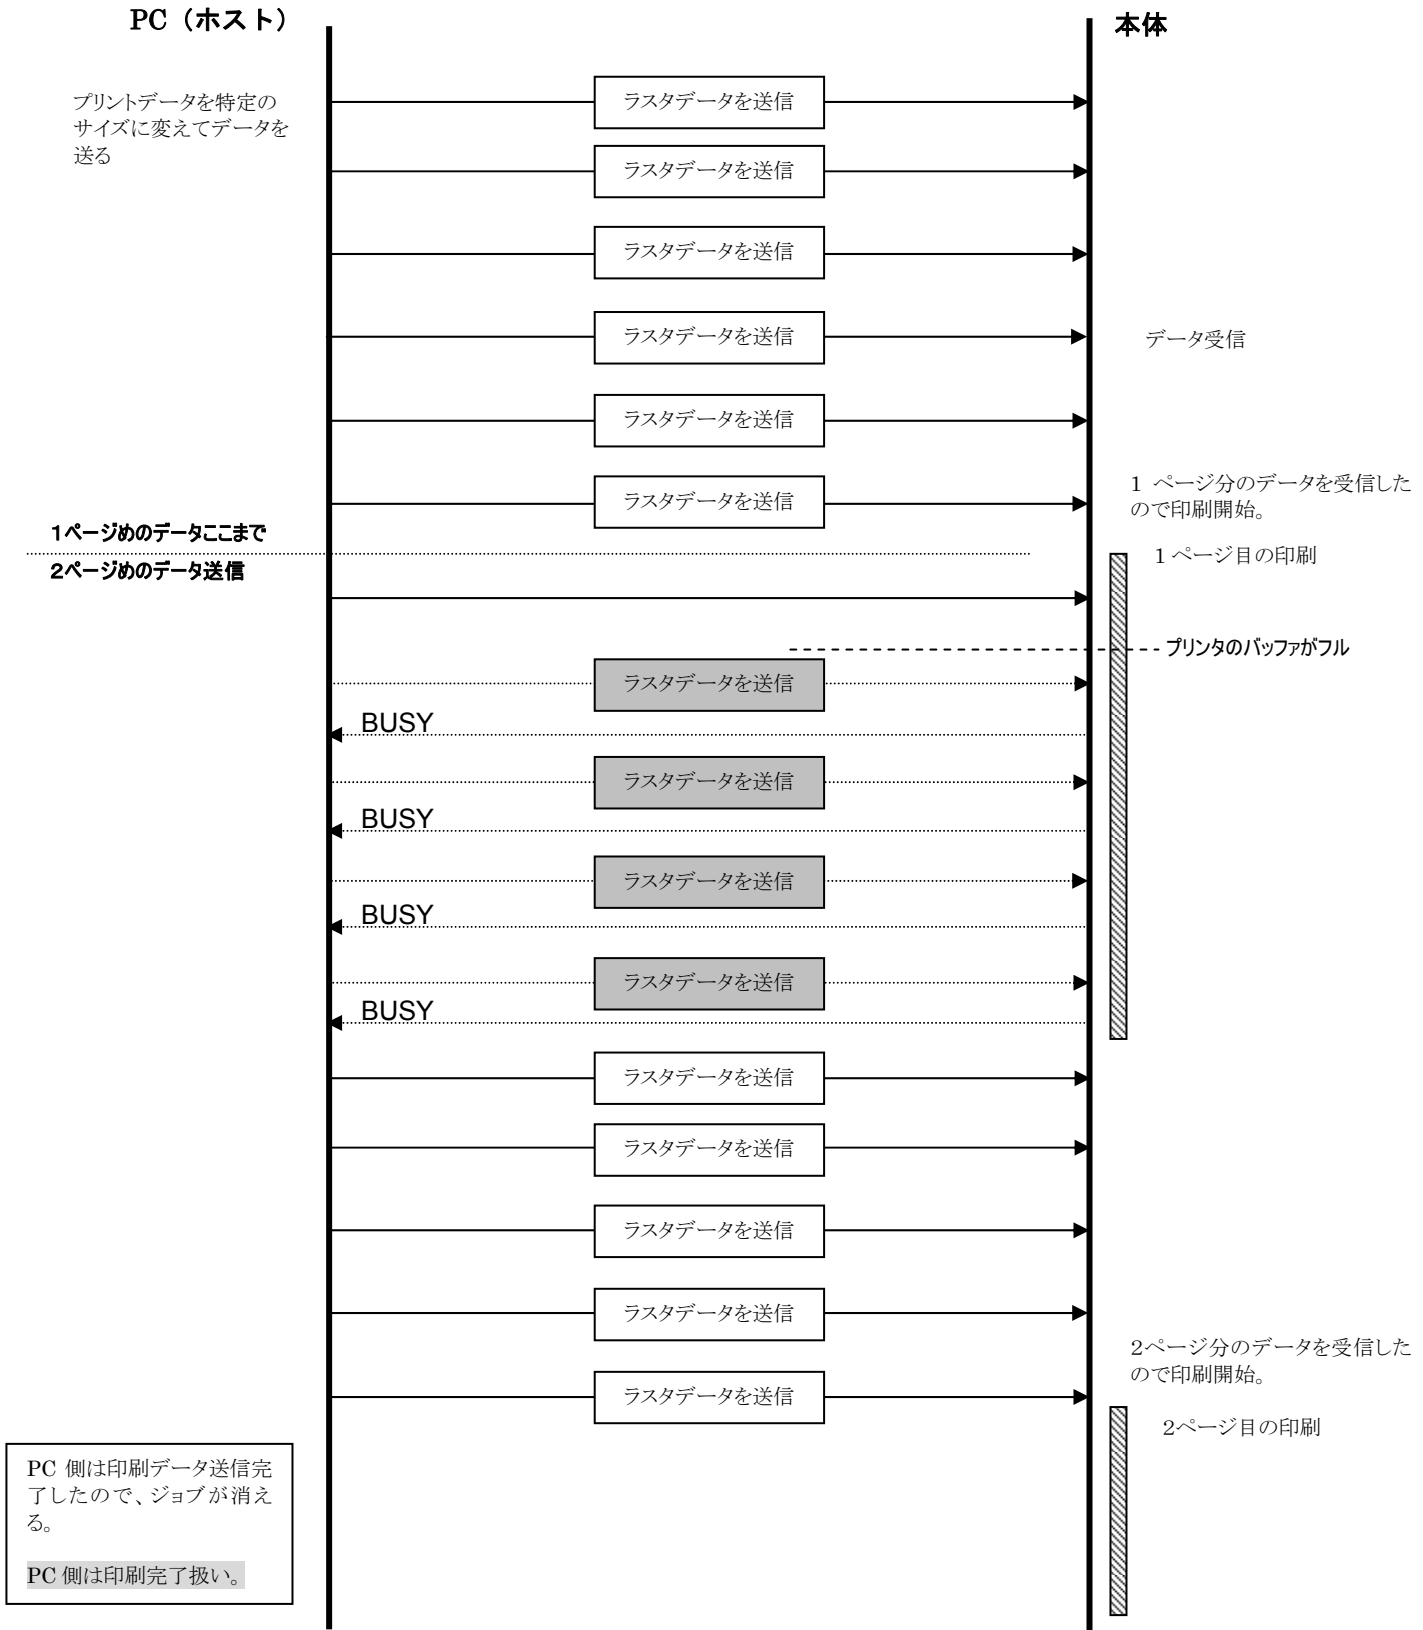 PC（ホスト）
本体
プリントデータを特定の
サイズに変えてデータを
送る
ラスタデータを送信
ラスタデータを送信
ラスタデータを送信
ラスタデータを送信
データ受信
ラスタデータを送信
ラスタデータを送信
1 ページ分のデータを受信した
ので印刷開始。
1ページめのデータここまで
2ページめのデータ送信
1 ページ目の印刷
プリンタのバッファがフル
ラスタデータを送信
BUSY
ラスタデータを送信
BUSY
ラスタデータを送信
BUSY
ラスタデータを送信
BUSY
ラスタデータを送信
ラスタデータを送信
ラスタデータを送信
ラスタデータを送信
2ページ分のデータを受信した
ので印刷開始。
ラスタデータを送信
2ページ目の印刷
PC 側は印刷データ送信完
了したので、ジョブが消え
る。
PC 側は印刷完了扱い。